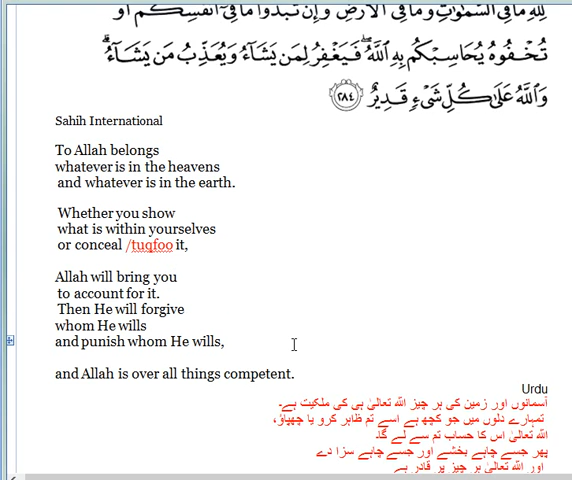 لِلَّهِ مَا فِي السَّمَاوَاتِ وَمَا فِي الْأَرْضِ وَإِن تُبْدُوا مَا فِي أَنفُسِكُمْ أَوْ
تُخْفُوهُ يُحَاسِبْكُم بِهِ اللَّهُ ۖ فَيَغْفِرُ لِمَن يَشَاءُ وَيُعَذِّبُ مَن يَشَاءُ ۗ
وَاللَّهُ عَلَىٰ كُلِّ شَيْءٍ قَدِيرٌ ﴿٢٨٤﴾
Sahih International
To Allah belongs
whatever is in the heavens
and whatever is in the earth.
Whether you show
what is within yourselves
or conceal /tuqfoo it,
Allah will bring you
to account for it.
Then He will forgive
whom He wills
and punish whom He wills,
and Allah is over all things competent.
Urdu
آسمانوں اور زمین کی ہر چیز اللہ تعالیٰ ہی کی ملکیت ہے۔
تمہارے دلوں میں جو کچھ ہے اسے تم ظاہر کرو یا چھپاؤ،
اللہ تعالیٰ اس کا حساب تم سے لے گا۔
پھر جسے چاہے بخشے اور جسے چاہے سزا دے
اور اللہ تعالیٰ ہر چیز پر قادر ہے